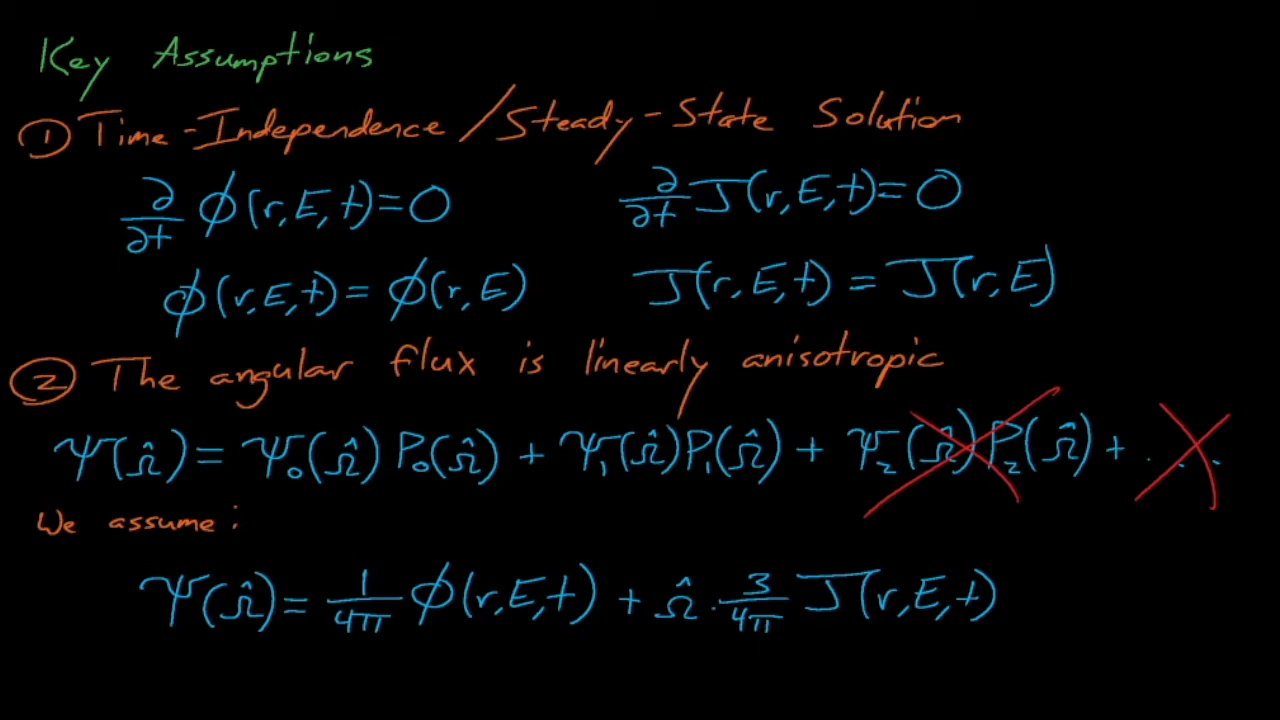 Key Assumptions
① Time-Independence/Steady-State Solution
∂/∂t ϕ(r,E,t)=0 ∂/∂t J(r,E,t)=0
ϕ(r,E,t)=ϕ(r,E) J(r,E,t)=J(r,E)
② The angular flux is linearly anisotropic
Ψ(Ω̂)=Ψ₀(Ω̂)P₀(Ω̂)+Ψ₁(Ω̂)P₁(Ω̂)+Ψ₂(Ω̂)P₂(Ω̂)+...
We assume:
Ψ(Ω̂)=1/4π ϕ(r,E,t)+Ω̂·3/4π J(r,E,t)